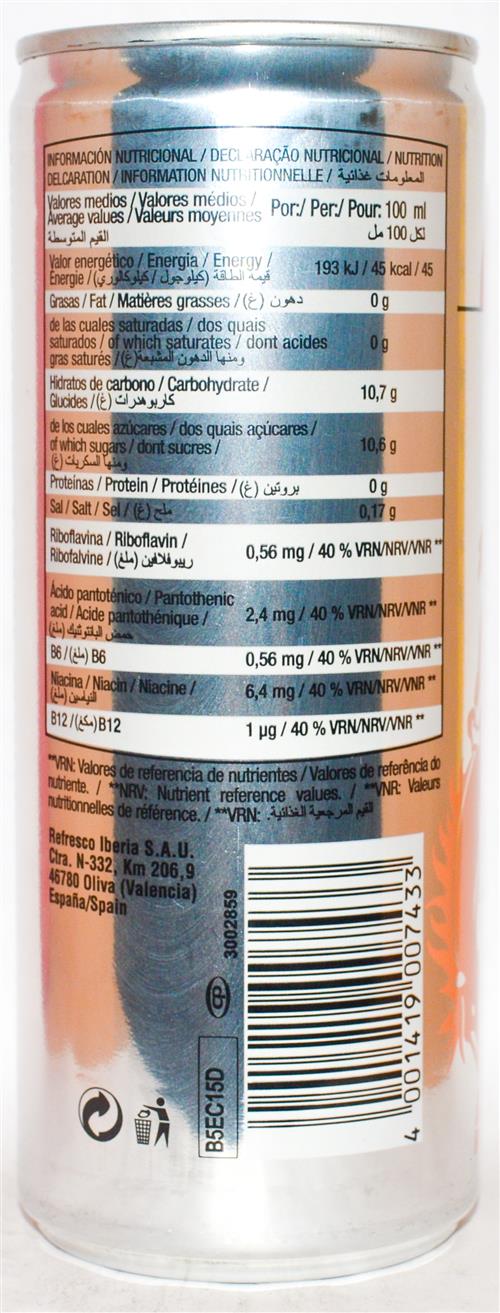 INFORMACIÓN NUTRICIONAL / DECLARAÇÃO NUTRICIONAL / NUTRITION
DELCARATION / INFORMATION NUTRITIONNELLE / المعلومات غذائية
Valores medios / Valores médios /
Average values / Valeurs moyennes
القيم المتوسطة
Por:/ Per:/ Pour: 100 ml
لكل 100 مل
Valor energético / Energia / Energy /
Energie / قيمة الطاقة (كيلوجول / كيلوكالوري)
193 kJ / 45 kcal / 45
Grasas / Fat / Matières grasses / دهون (غ)
0 g
de las cuales saturadas / dos quais
saturados / of which saturates / dont acides
gras saturés / ومنها الدهون المشبعة (غ)
0 g
Hidratos de carbono / Carbohydrate /
Glucides / كاربوهدرات (غ)
10,7 g
de los cuales azúcares / dos quais açúcares /
of which sugars / dont sucres /
ومنها السكريات (غ)
10,6 g
Proteínas / Protein / Protéines / بروتين (غ)
0 g
Sal / Salt / Sel / ملح (غ)
0,17 g
Riboflavina / Riboflavin /
Ribofalvine / ريبوفلافين (ملغ)
0,56 mg / 40 % VRN/NRV/VNR **
Ácido pantoténico / Pantothenic
acid / Acide pantothénique /
حمض البانتوثنيك (ملغ)
2,4 mg / 40 % VRN/NRV/VNR **
B6 / (ملغ) B6
0,56 mg / 40 % VRN/NRV/VNR **
Niacina / Niacin / Niacine /
النياسين (ملغ)
6,4 mg / 40 % VRN/NRV/VNR **
B12 / (مكغ) B12
1 µg / 40 % VRN/NRV/VNR **
**VRN: Valores de referencia de nutrientes / Valores de referência do
nutriente. / **NRV: Nutrient reference values. / **VNR: Valeurs
nutritionnelles de référence. / **VRN: القيم المرجعية الغذائية.
Refresco Iberia S.A.U.
Ctra. N-332, Km 206,9
46780 Oliva (Valencia)
España/Spain
3002859
B5EC15D
4 001419 007433